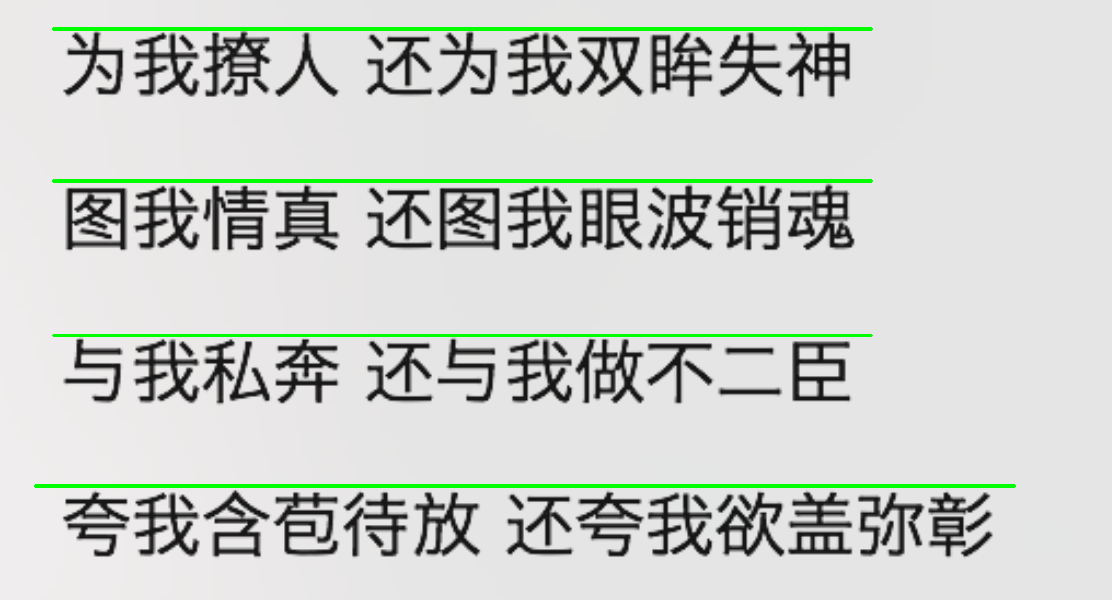 为我撩人 还为我双眸失神
图我情真 还图我眼波销魂
与我私奔 还与我做不二臣
夸我含苞待放 还夸我欲盖弥彰